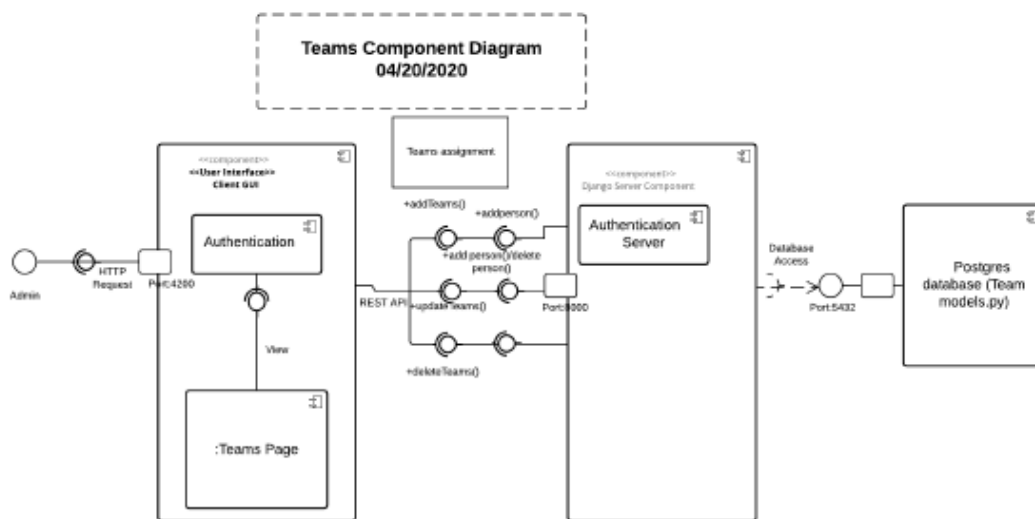 Teams Component Diagram
04/20/2020
Teams assignment
<<component>>
<<User Interface>>
Client GUI
Authentication
View
:Teams Page
Admin
HTTP
Request
Port:4200
REST API
+addTeams()
+addperson()
+add person()/delete
person()
+updateTeams()
+deleteTeams()
<<component>>
Django Server Component
Authentication
Server
Database
Access
Port:5432
Postgres
database (Team
models.py)